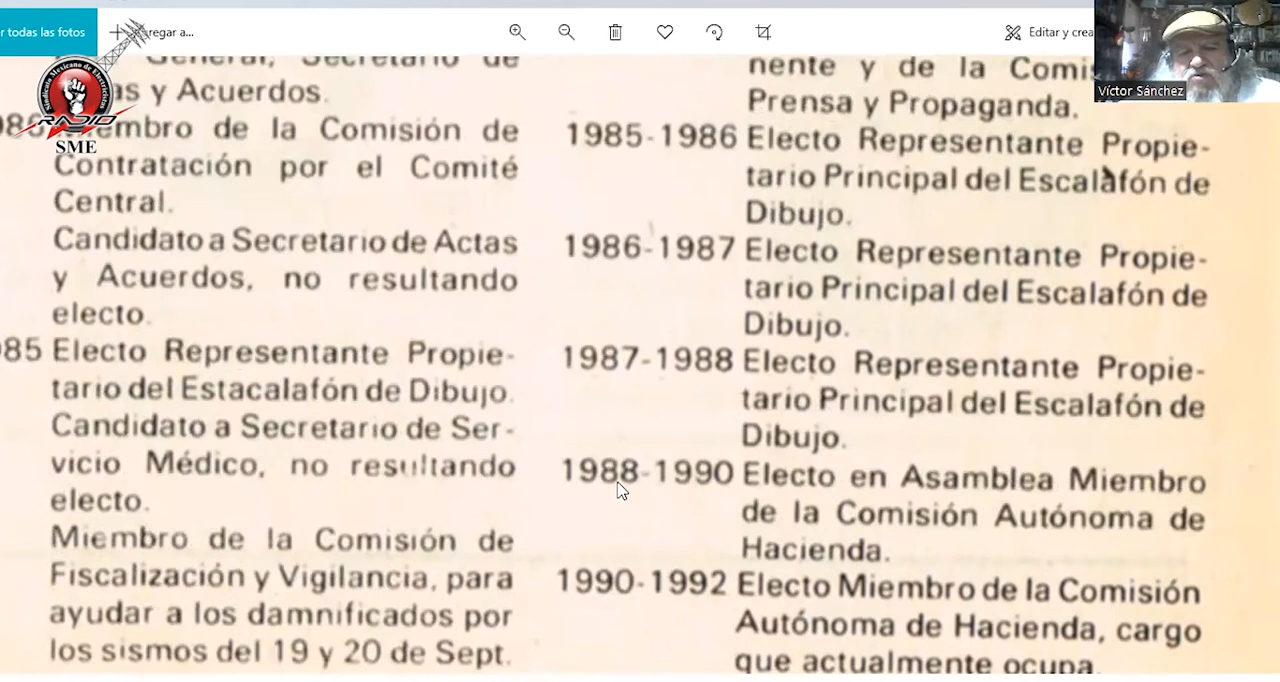 r todas las fotos
Editar y crea
Víctor Sánchez
RADIO
SME
General, Secretario de
as y Acuerdos.
embro de la Comisión de
Contratación por el Comité
Central.
Candidato a Secretario de Actas
y Acuerdos, no resultando
electo.
85 Electo Representante Propie-
tario del Estacalafón de Dibujo.
Candidato a Secretario de Ser-
vicio Médico, no resultando
electo.
Miembro de la Comisión de
Fiscalización y Vigilancia, para
ayudar a los damnificados por
los sismos del 19 y 20 de Sept.
nente y de la Comi
Prensa y Propaganda.
1985-1986 Electo Representante Propie-
tario Principal del Escalafón de
Dibujo.
1986-1987 Electo Representante Propie-
tario Principal del Escalafón de
Dibujo.
1987-1988 Electo Representante Propie-
tario Principal del Escalafón de
Dibujo.
1988-1990 Electo en Asamblea Miembro
de la Comisión Autónoma de
Hacienda.
1990-1992 Electo Miembro de la Comisión
Autónoma de Hacienda, cargo
que actualmente ocupa.